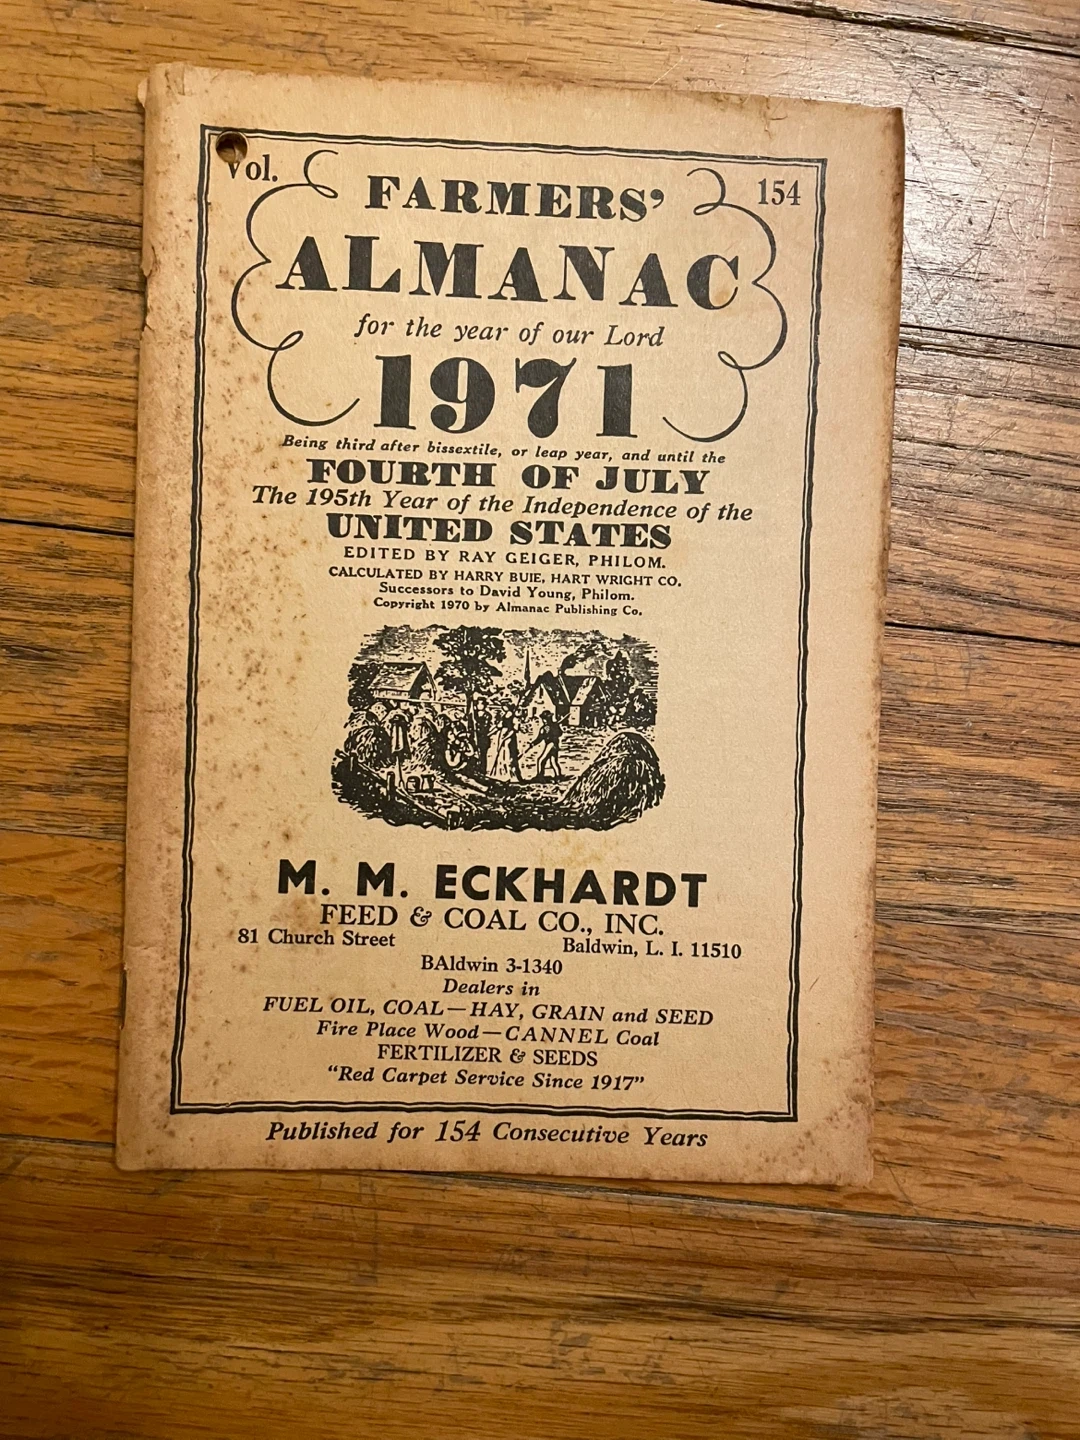 Vol. 154
FARMERS'
ALMANAC
for the year of our Lord
1971
Being third after bissextile, or leap year, and until the
FOURTH OF JULY
The 195th Year of the Independence of the
UNITED STATES
EDITED BY RAY GEIGER, PHILOM.
CALCULATED BY HARRY BUIE, HART WRIGHT CO.
Successors to David Young, Philom.
Copyright 1970 by Almanac Publishing Co.
M. M. ECKHARDT
FEED & COAL CO., INC.
81 Church Street Baldwin, L. I. 11510
BAldwin 3-1340
Dealers in
FUEL OIL, COAL—HAY, GRAIN and SEED
Fire Place Wood—CANNEL Coal
FERTILIZER & SEEDS
"Red Carpet Service Since 1917"
Published for 154 Consecutive Years